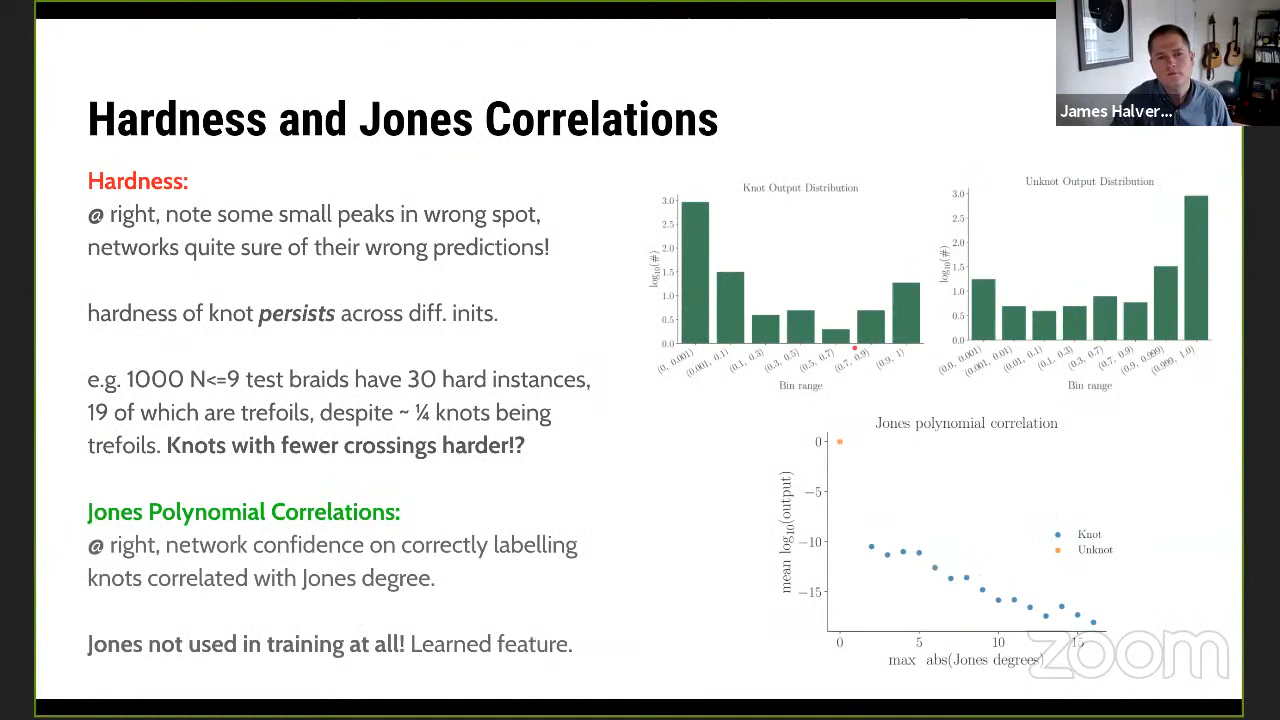 James Halver...
Hardness and Jones Correlations
Hardness:
@ right, note some small peaks in wrong spot,
networks quite sure of their wrong predictions!
hardness of knot persists across diff. inits.
e.g. 1000 N<=9 test braids have 30 hard instances,
19 of which are trefoils, despite ~ ¼ knots being
trefoils. Knots with fewer crossings harder!?
Jones Polynomial Correlations:
@ right, network confidence on correctly labelling
knots correlated with Jones degree.
Jones not used in training at all! Learned feature.
Knot Output Distribution
log10(#)
3.0
2.5
2.0
1.5
1.0
0.5
0.0
(0, 0.001)
(0.001, 0.1)
(0.1, 0.3)
(0.3, 0.5)
(0.5, 0.7)
(0.7, 0.9)
(0.9, 1)
Bin range
Unknot Output Distribution
log10(#)
3.0
2.5
2.0
1.5
1.0
0.5
0.0
(0.0, 0.001)
(0.001, 0.01)
(0.01, 0.1)
(0.1, 0.3)
(0.3, 0.7)
(0.7, 0.9)
(0.9, 0.999)
(0.999, 1.0)
Bin range
Jones polynomial correlation
mean log10(output)
0
−5
−10
−15
Knot
Unknot
0 5 10 15
max abs(Jones degrees)
zoom